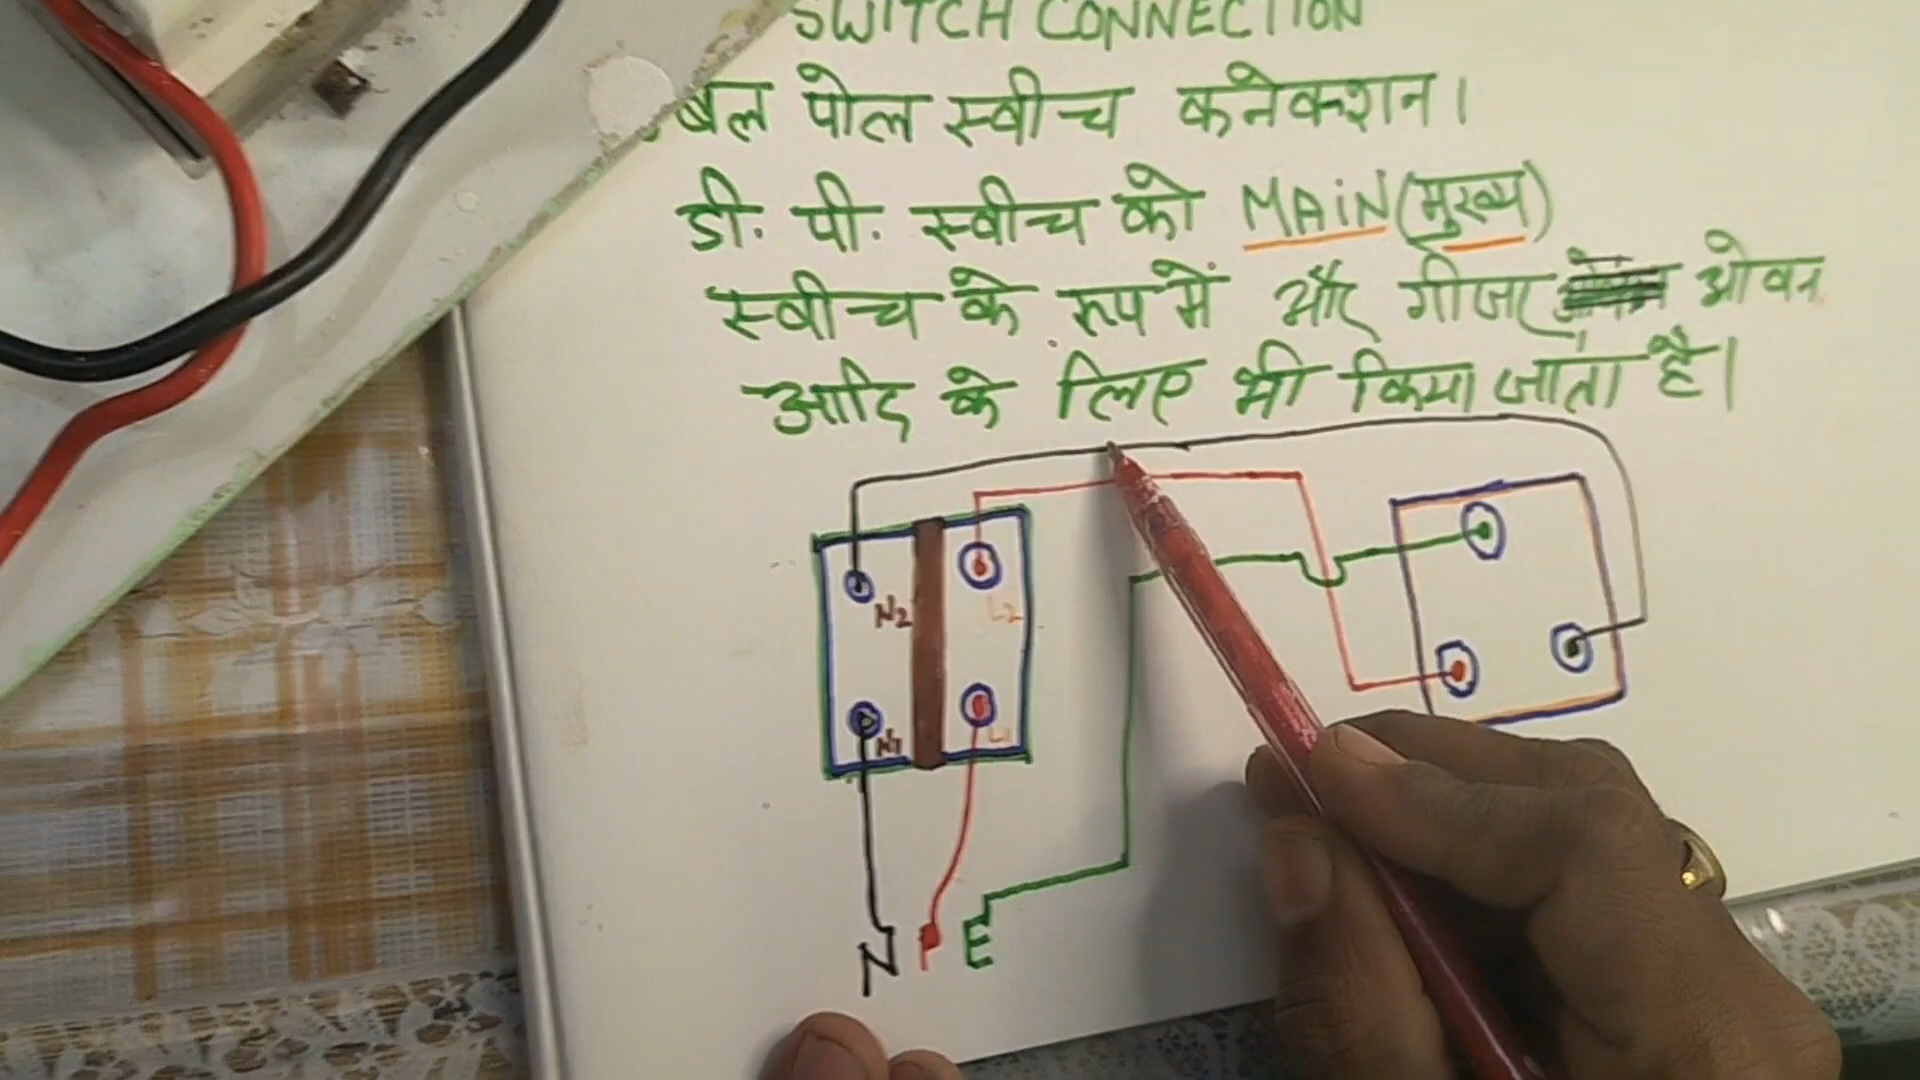 SWITCH CONNECTION
बल पोल स्वीच कनेक्शन।
डी. पी. स्वीच को MAiN (मुख्य)
स्वीच के रूप में और गीजर ओवन
आदि के लिए भी किया जाता है।
N2 L2
N1 L1
N P E